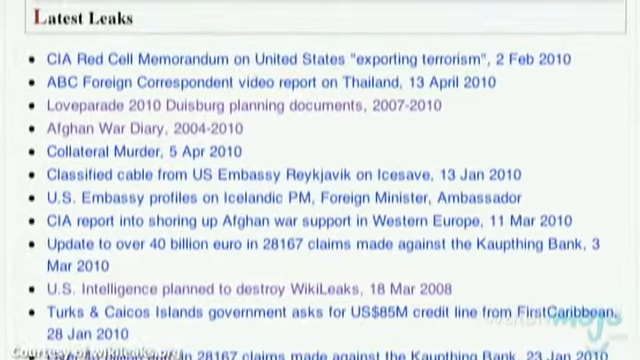 Latest Leaks
CIA Red Cell Memorandum on United States "exporting terrorism", 2 Feb 2010
ABC Foreign Correspondent video report on Thailand, 13 April 2010
Loveparade 2010 Duisburg planning documents, 2007-2010
Afghan War Diary, 2004-2010
Collateral Murder, 5 Apr 2010
Classified cable from US Embassy Reykjavik on Icesave, 13 Jan 2010
U.S. Embassy profiles on Icelandic PM, Foreign Minister, Ambassador
CIA report into shoring up Afghan war support in Western Europe, 11 Mar 2010
Update to over 40 billion euro in 28167 claims made against the Kaupthing Bank, 3
Mar 2010
U.S. Intelligence planned to destroy WikiLeaks, 18 Mar 2008
Turks & Caicos Islands government asks for US$85M credit line from FirstCaribbean,
28 Jan 2010
in 28167 claims made against the Kaupthing Bank, 23 Jan 2010
Courtesy of wikileaks.org